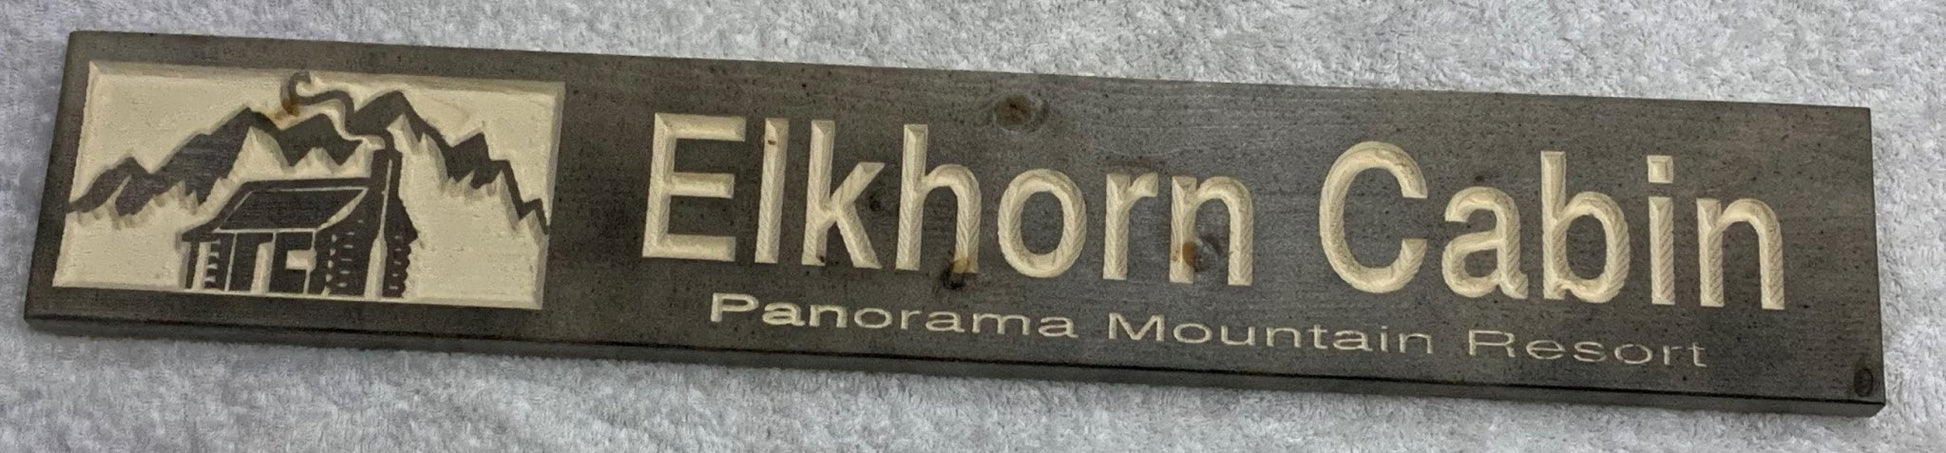 Elkhorn Cabin
Panorama Mountain Resort